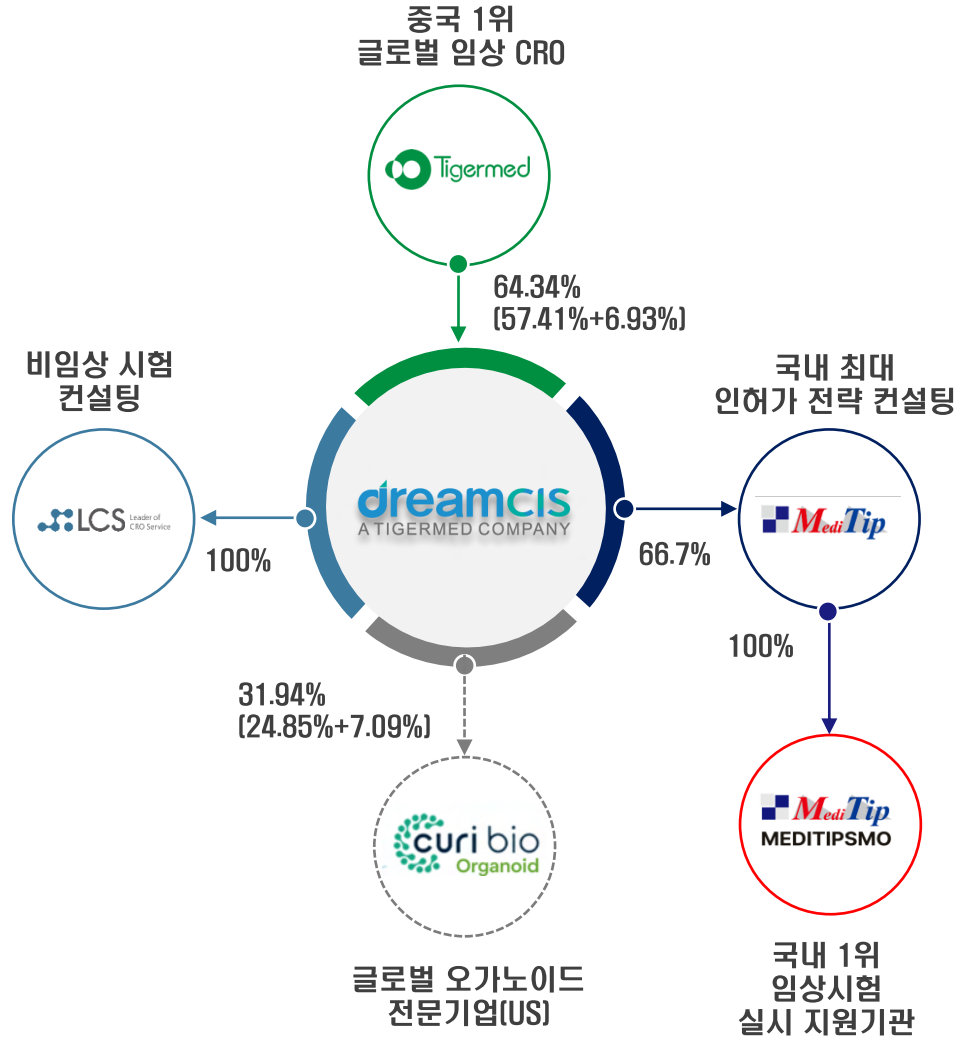 중국 1위
글로벌 임상 CRO
Tigermed
64.34%
(57.41%+6.93%)
비임상 시험
컨설팅
LCS Leader of
CRO Service
100%
dreamcis
A TIGERMED COMPANY
국내 최대
인허가 전략 컨설팅
MediTip
66.7%
100%
31.94%
(24.85%+7.09%)
curi bio
Organoid
글로벌 오가노이드
전문기업(US)
MediTip
MEDITIPSMO
국내 1위
임상시험
실시 지원기관